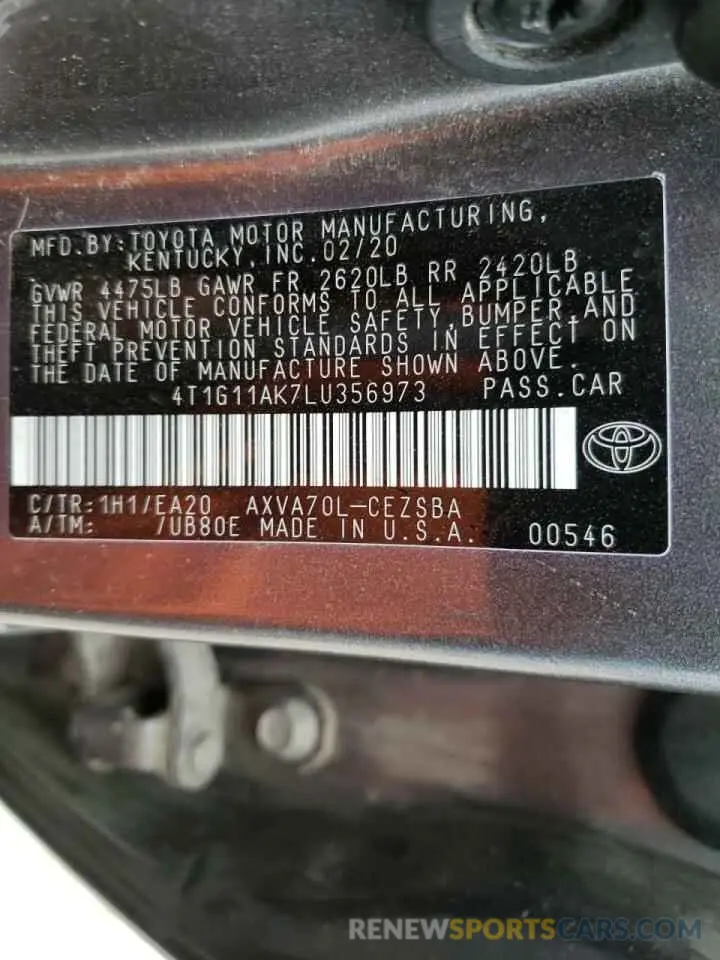 MFD.BY:TOYOTA MOTOR MANUFACTURING,
KENTUCKY,INC.02/20
GVWR 4475LB GAWR FR 2620LB RR 2420LB
THIS VEHICLE CONFORMS TO ALL APPLICABLE
FEDERAL MOTOR VEHICLE SAFETY,BUMPER,AND
THEFT PREVENTION STANDARDS IN EFFECT ON
THE DATE OF MANUFACTURE SHOWN ABOVE.
4T1G11AK7LU356973 PASS.CAR
C/TR:1H1/EA20 AXVA70L-CEZSBA
A/TM: /UB80E MADE IN U.S.A. 00546
RENEWSPORTSCARS.COM